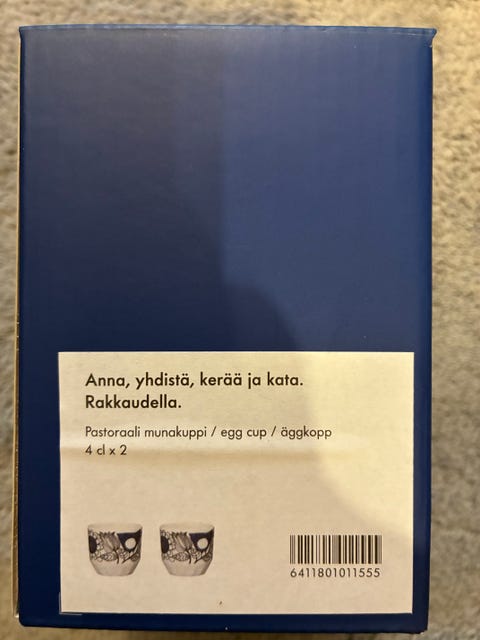 Anna, yhdistä, kerää ja kata.
Rakkaudella.
Pastoraali munakuppi / egg cup / äggkopp
4 cl x 2
6411801011555